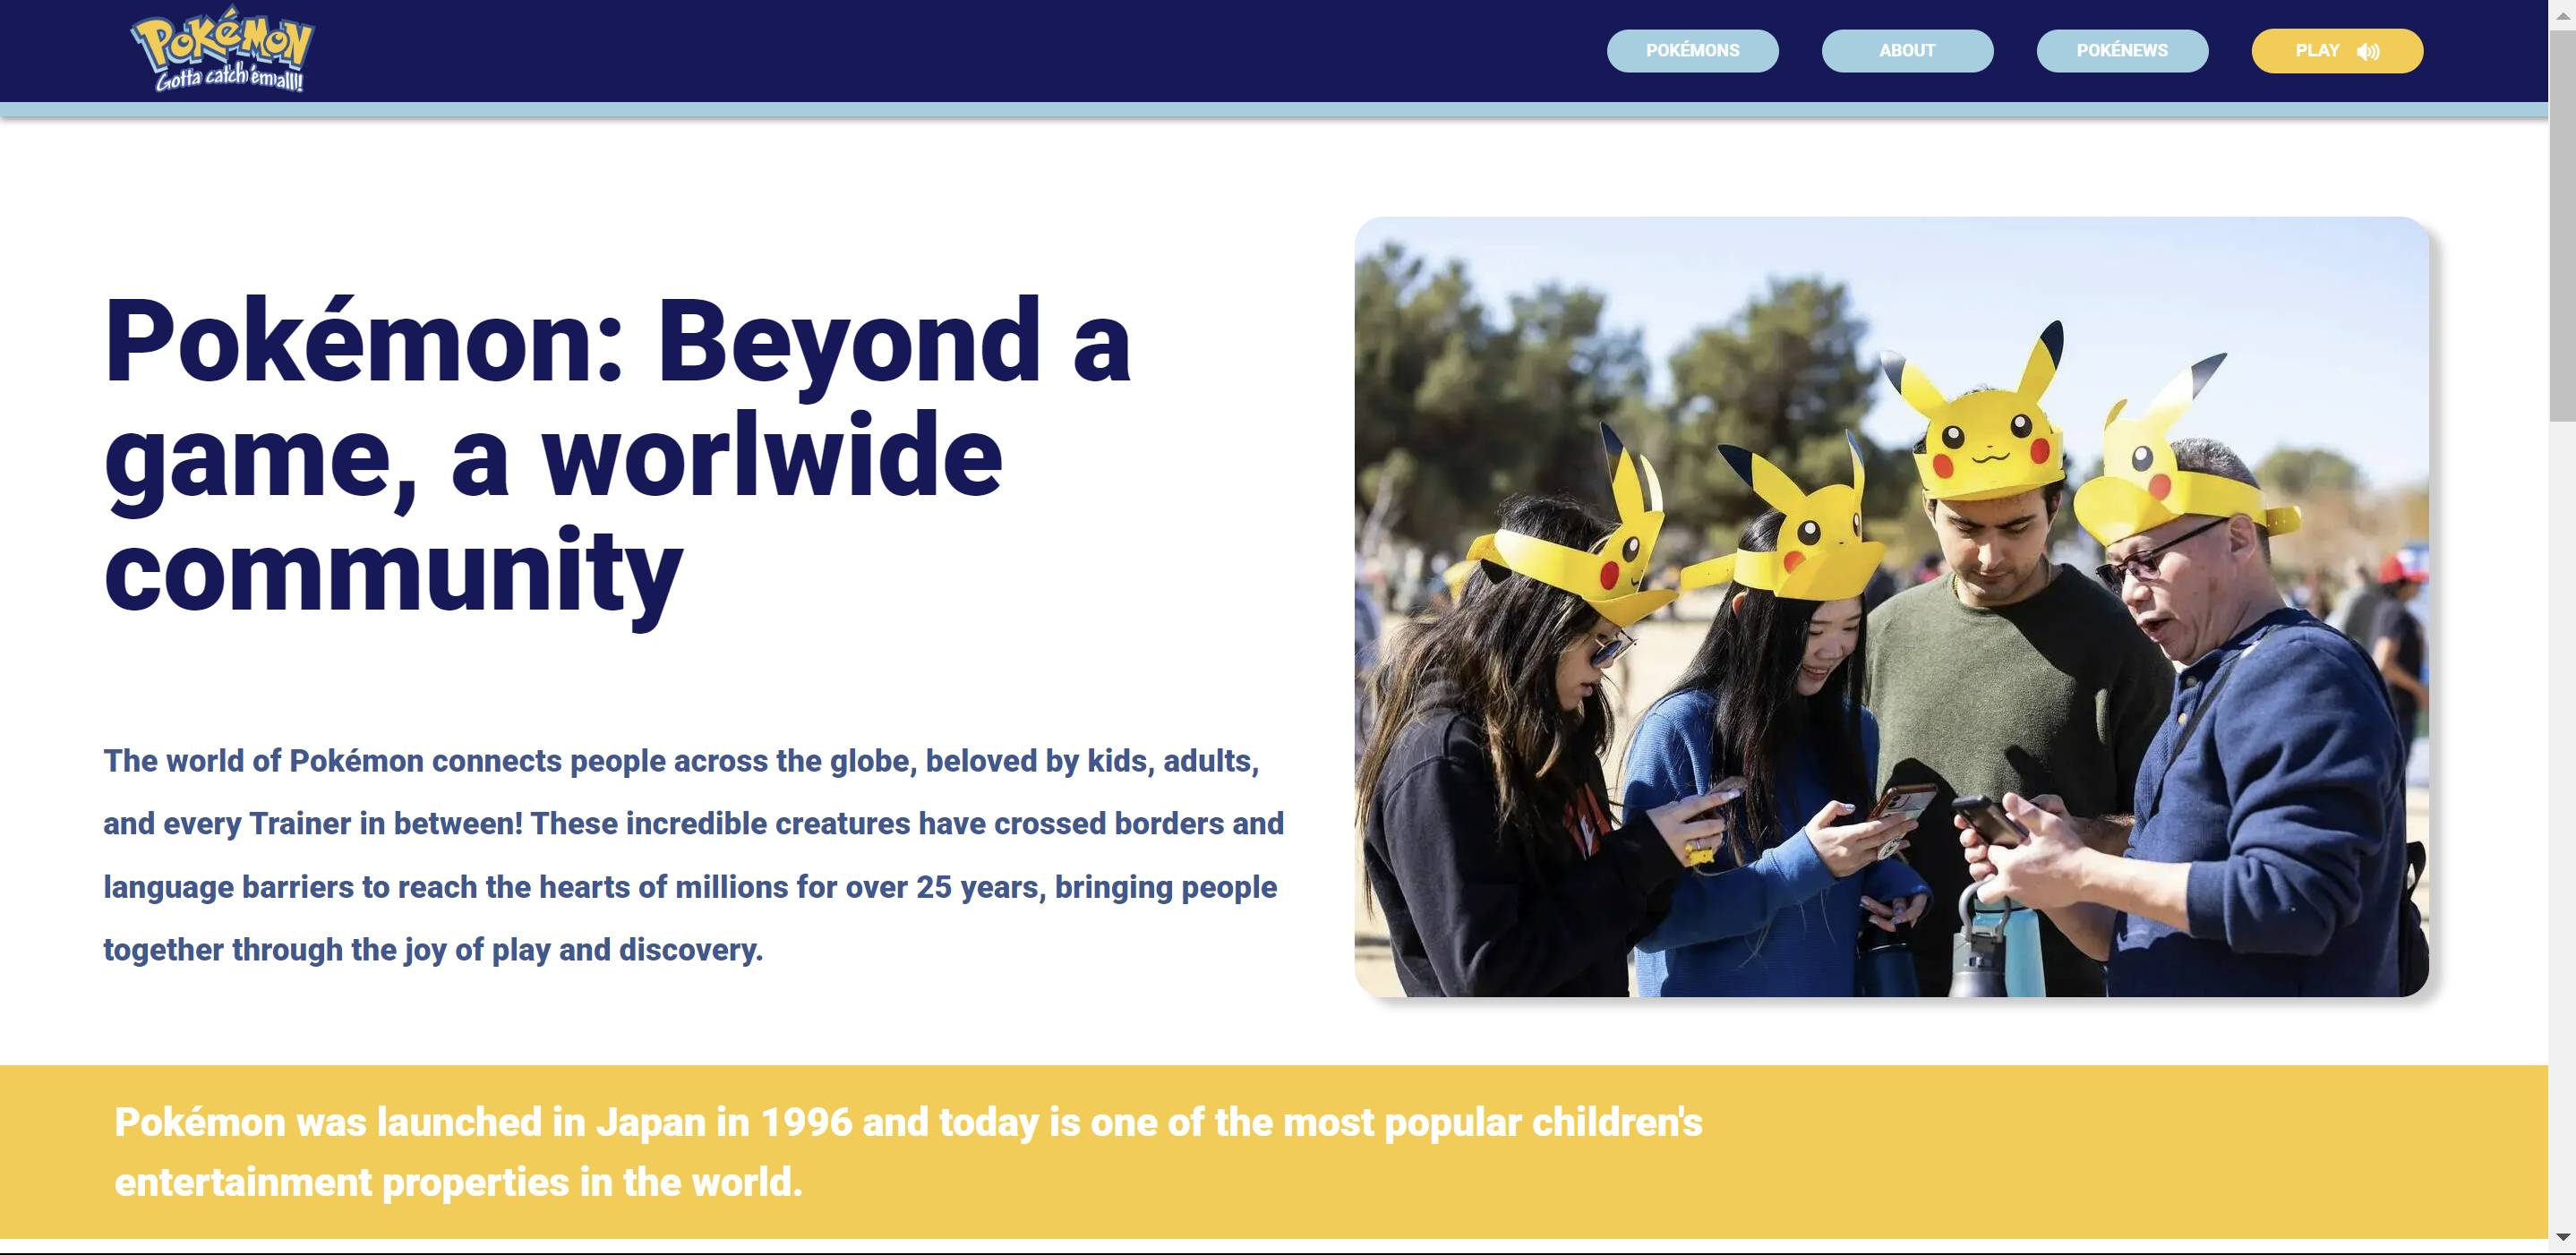 Pokémon
Gotta catch 'em all!
POKÉMONS
ABOUT
POKÉNEWS
PLAY
Pokémon: Beyond a
game, a worlwide
community
The world of Pokémon connects people across the globe, beloved by kids, adults,
and every Trainer in between! These incredible creatures have crossed borders and
language barriers to reach the hearts of millions for over 25 years, bringing people
together through the joy of play and discovery.
Pokémon was launched in Japan in 1996 and today is one of the most popular children's
entertainment properties in the world.